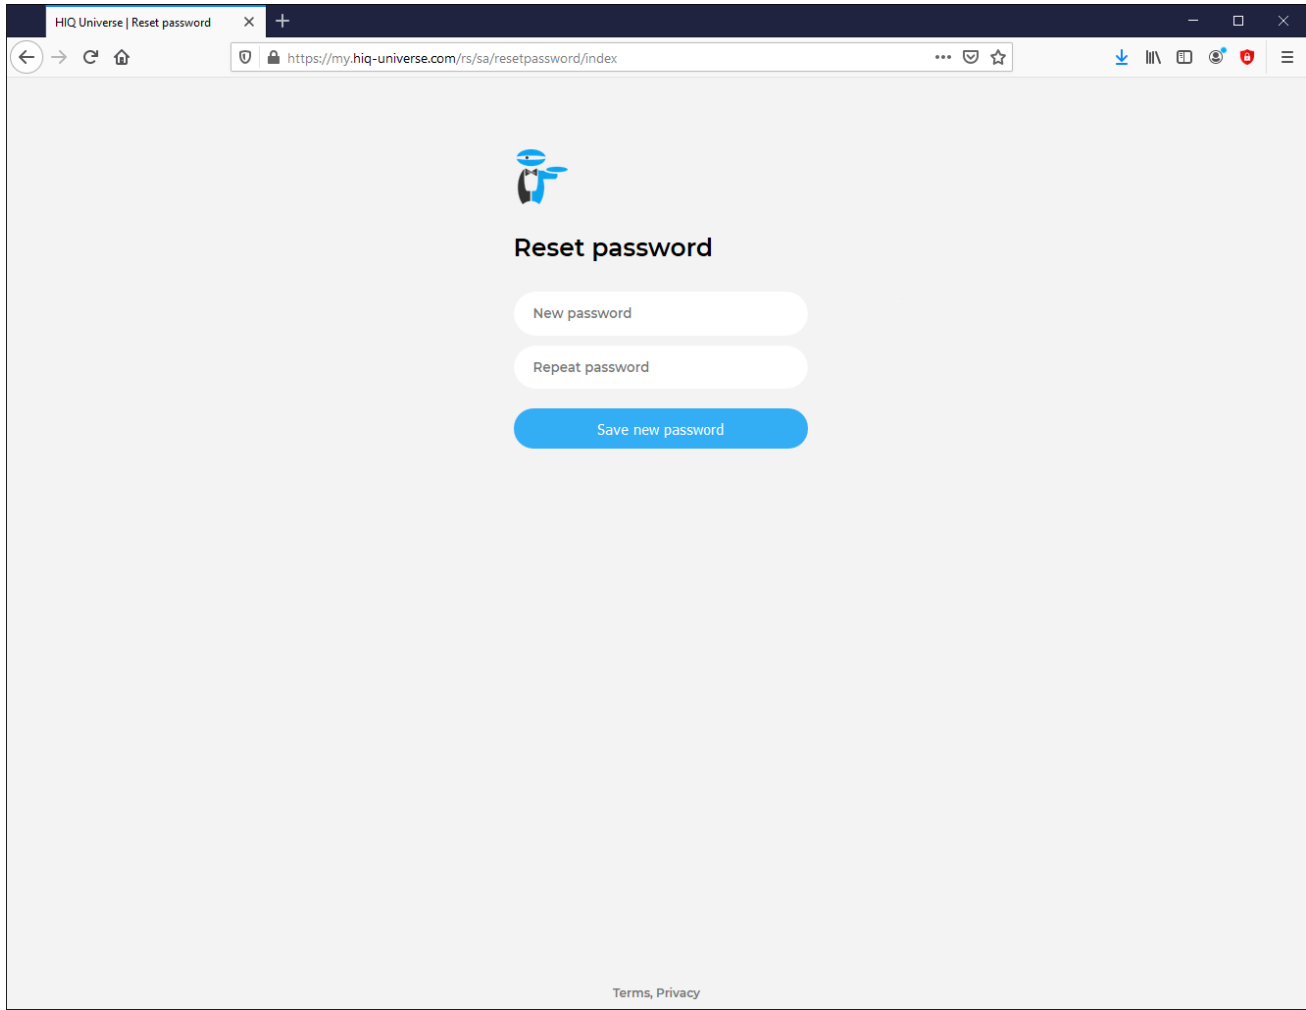 HIQ Universe | Reset password
https://my.hiq-universe.com/rs/sa/resetpassword/index
Reset password
New password
Repeat password
Save new password
Terms, Privacy